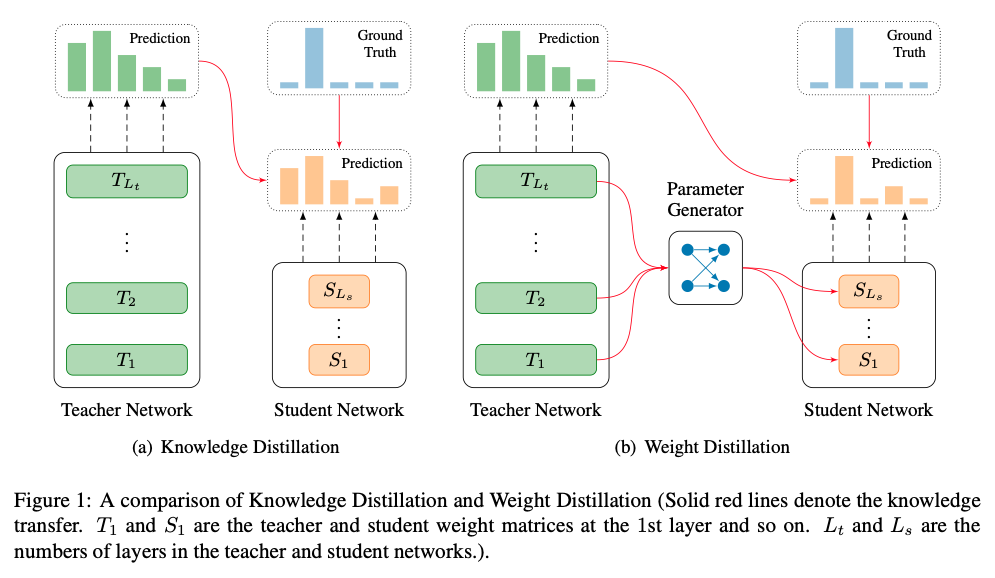 Prediction
Ground
Truth
Prediction
T_{L_t}
⋮
T_2
T_1
S_{L_s}
⋮
S_1
Teacher Network
Student Network
(a) Knowledge Distillation
Prediction
Ground
Truth
Prediction
T_{L_t}
⋮
T_2
T_1
Parameter
Generator
S_{L_s}
⋮
S_1
Teacher Network
Student Network
(b) Weight Distillation
Figure 1: A comparison of Knowledge Distillation and Weight Distillation (Solid red lines denote the knowledge
transfer. T_1 and S_1 are the teacher and student weight matrices at the 1st layer and so on. L_t and L_s are the
numbers of layers in the teacher and student networks.).